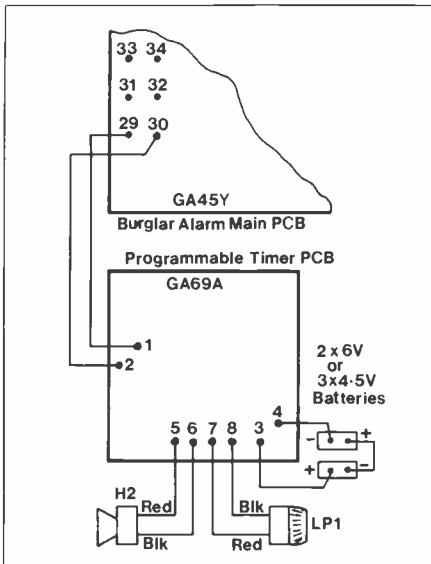 33 34
31 32
29 30
GA45Y
Burglar Alarm Main PCB
Programmable Timer PCB
GA69A
1
2
2 x 6V
or
3x4·5V
Batteries
5 6 7 8 3 4
- +
+ -
H2
Red
Blk
Blk
Red
LP1